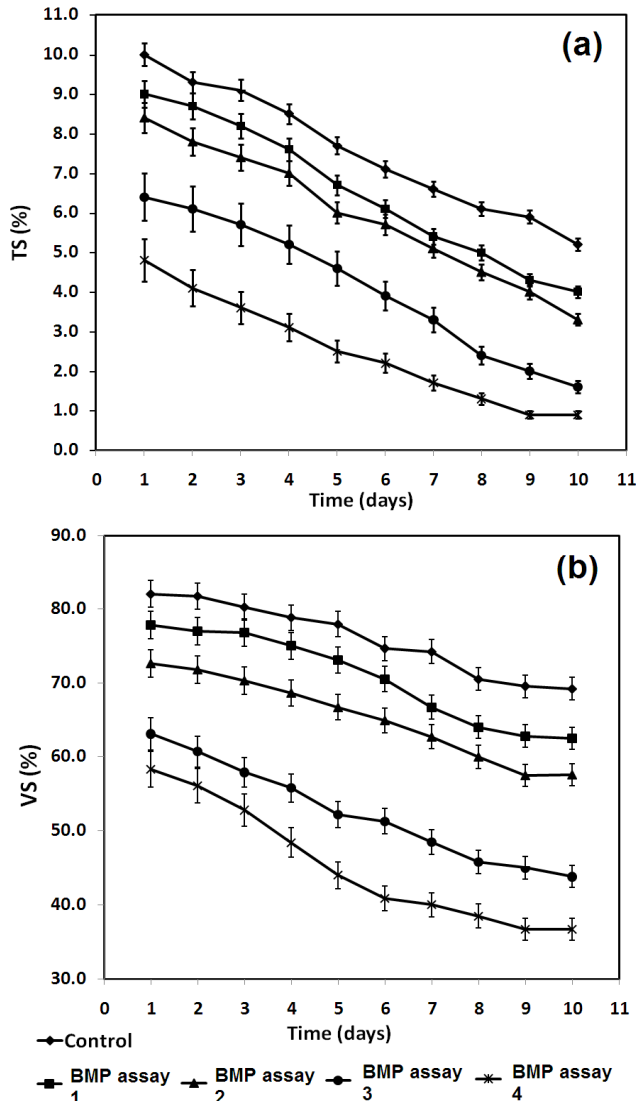 11.0
(a)
10.0
9.0
8.0
7.0
6.0
5.0
4.0
3.0
2.0
1.0
0.0
TS (%)
0 1 2 3 4 5 6 7 8 9 10 11
Time (days)
90.0
(b)
80.0
70.0
60.0
50.0
40.0
30.0
VS (%)
0 1 2 3 4 5 6 7 8 9 10 11
Time (days)
Control
BMP assay 1
BMP assay 2
BMP assay 3
BMP assay 4